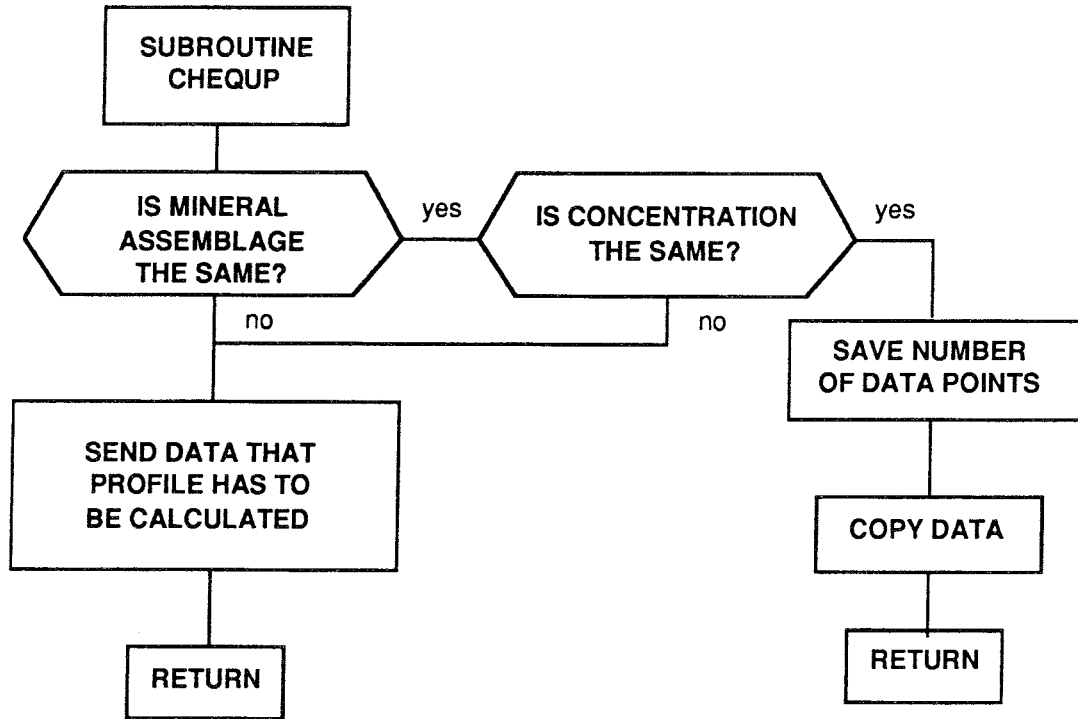 SUBROUTINE
CHEQUP
IS MINERAL
ASSEMBLAGE
THE SAME?
yes
IS CONCENTRATION
THE SAME?
yes
no
no
SAVE NUMBER
OF DATA POINTS
SEND DATA THAT
PROFILE HAS TO
BE CALCULATED
COPY DATA
RETURN
RETURN